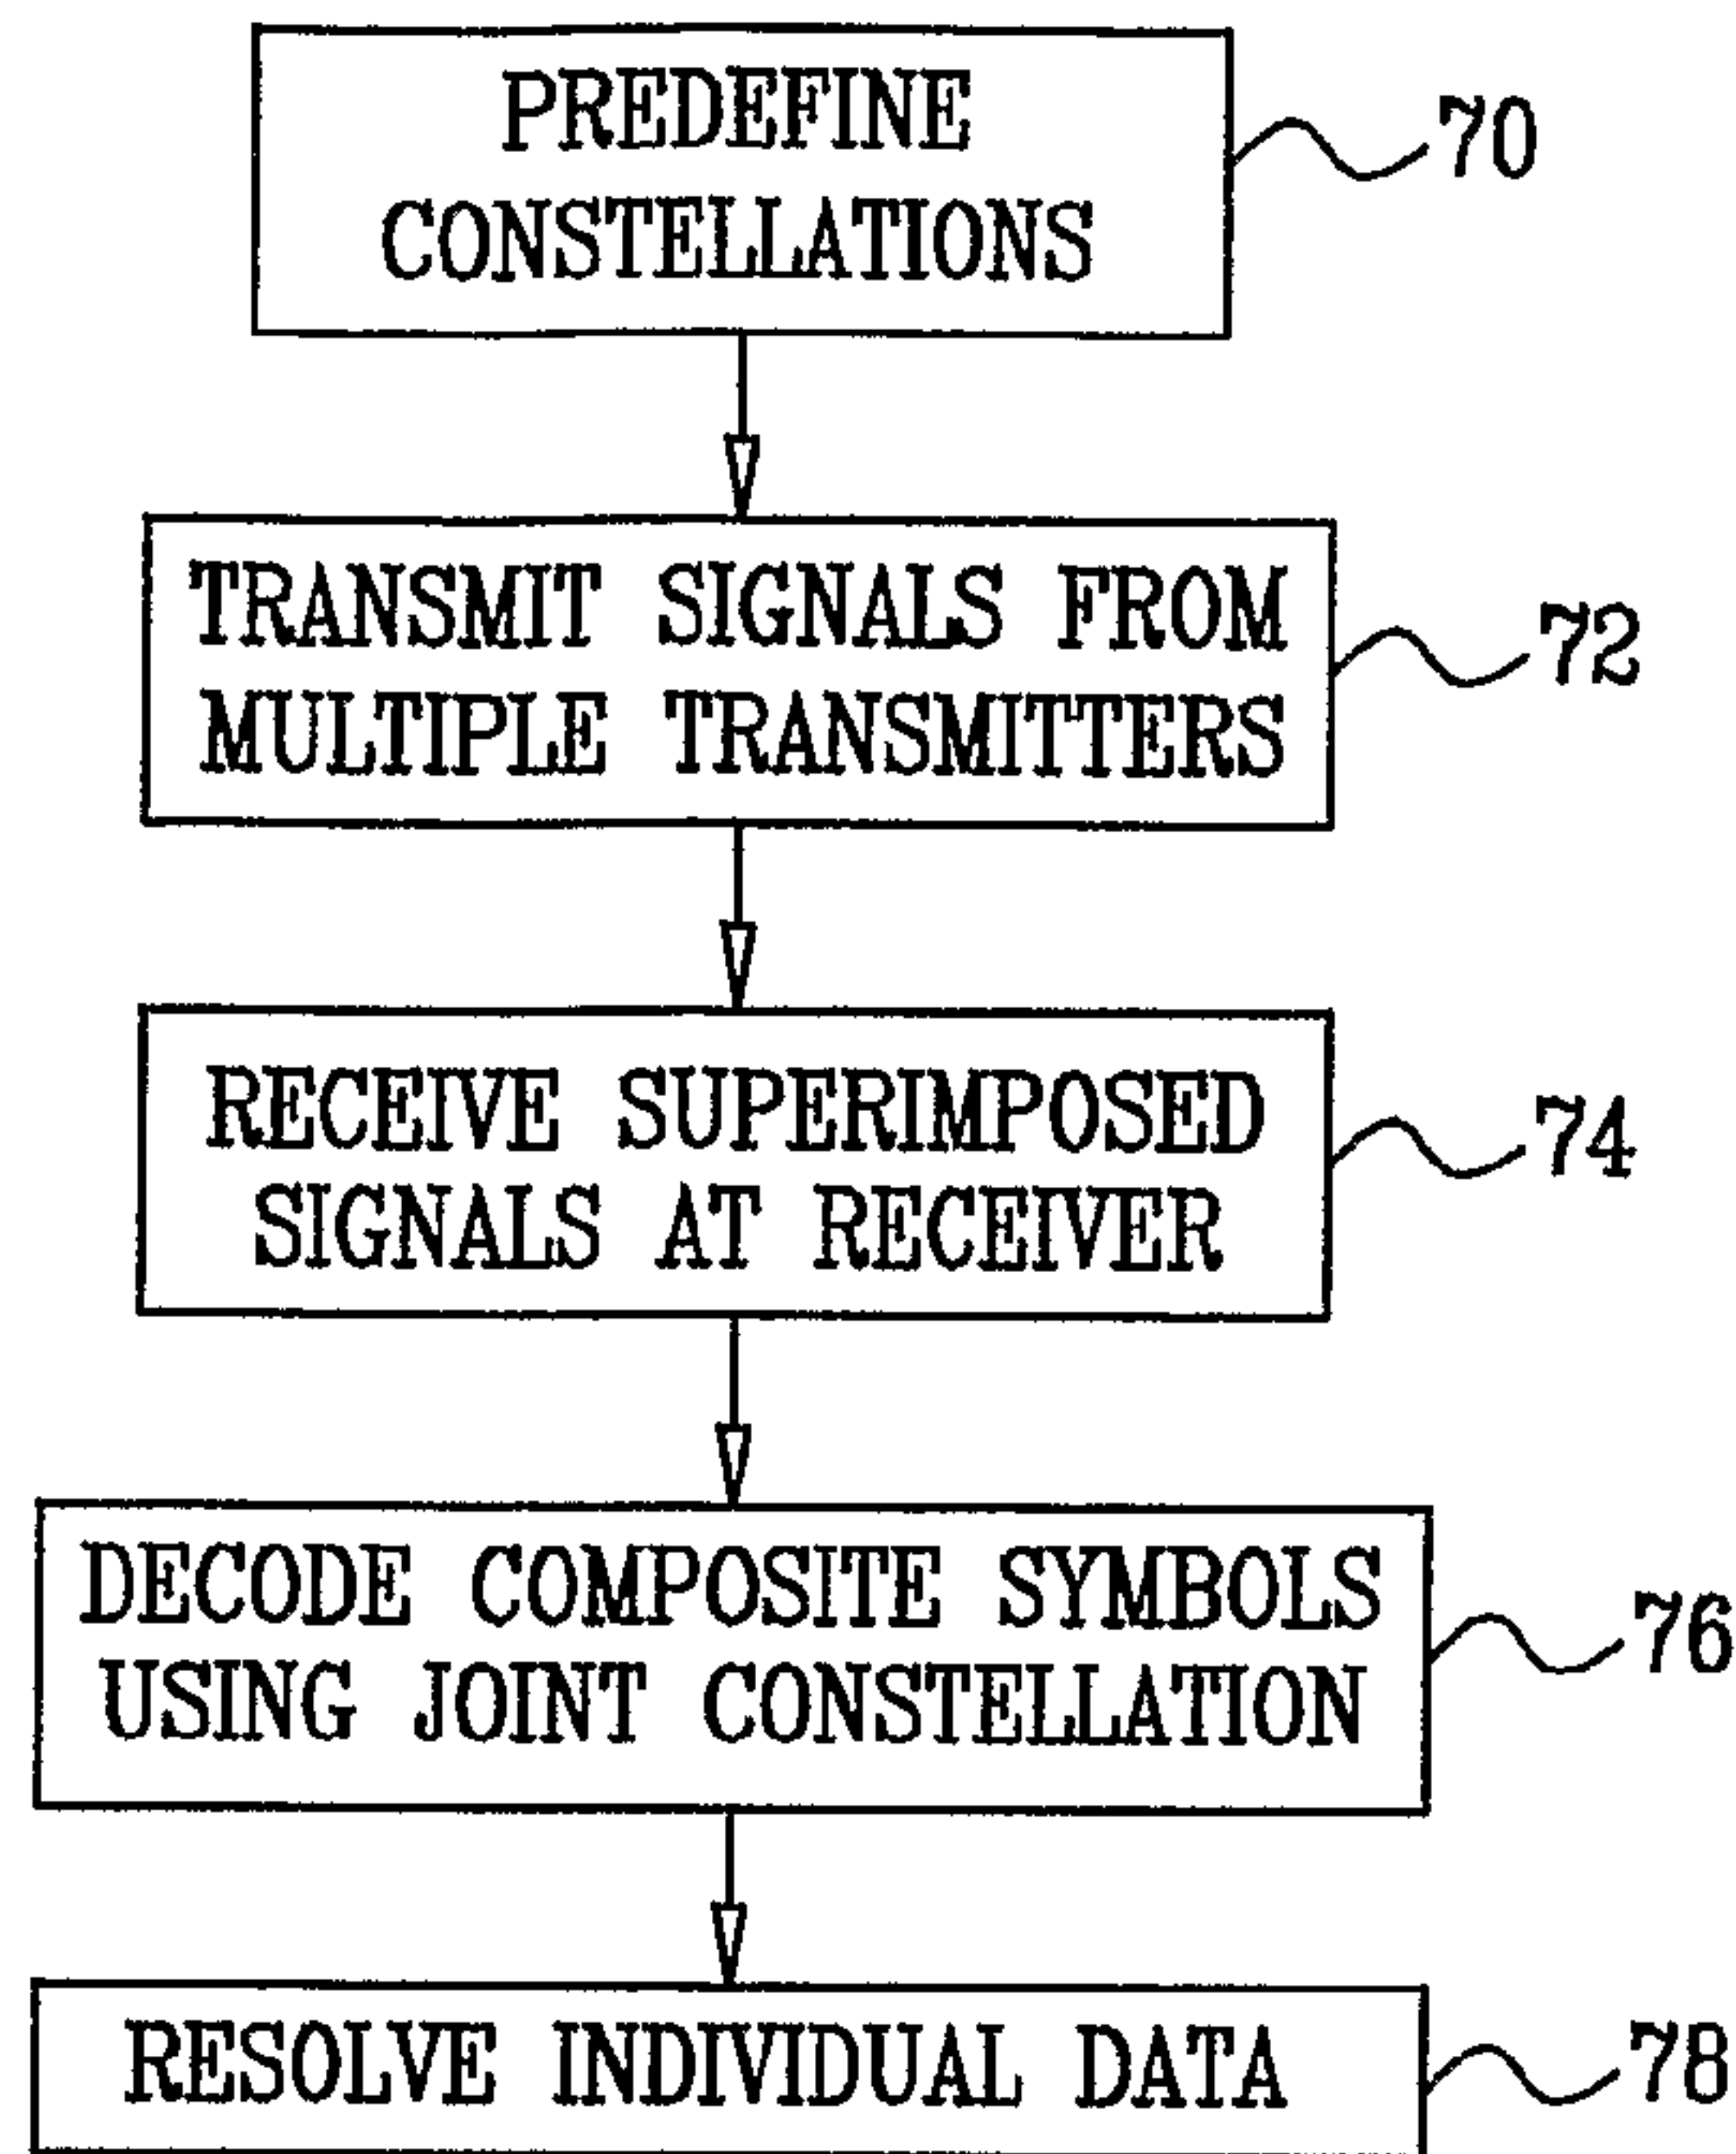 PREDEFINE
CONSTELLATIONS
70
TRANSMIT SIGNALS FROM
MULTIPLE TRANSMITTERS
72
RECEIVE SUPERIMPOSED
SIGNALS AT RECEIVER
74
DECODE COMPOSITE SYMBOLS
USING JOINT CONSTELLATION
76
RESOLVE INDIVIDUAL DATA
78